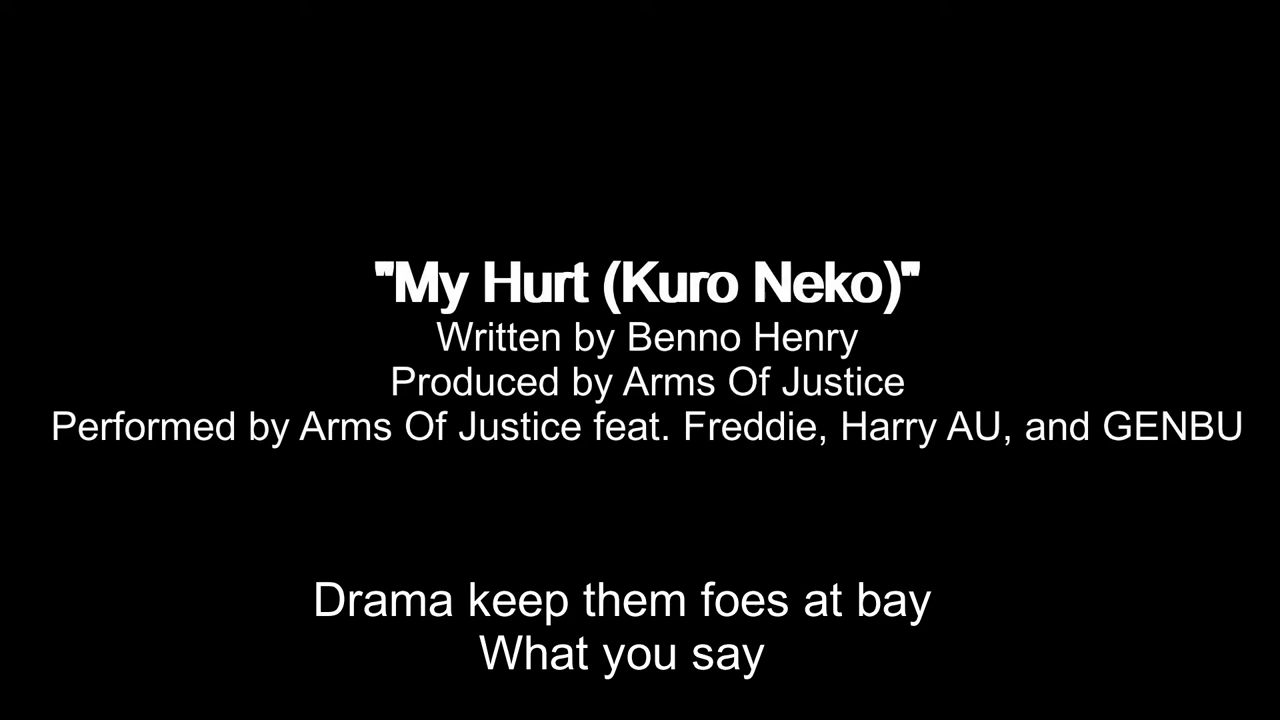 "My Hurt (Kuro Neko)"
Written by Benno Henry
Produced by Arms Of Justice
Performed by Arms Of Justice feat. Freddie, Harry AU, and GENBU
Drama keep them foes at bay
What you say